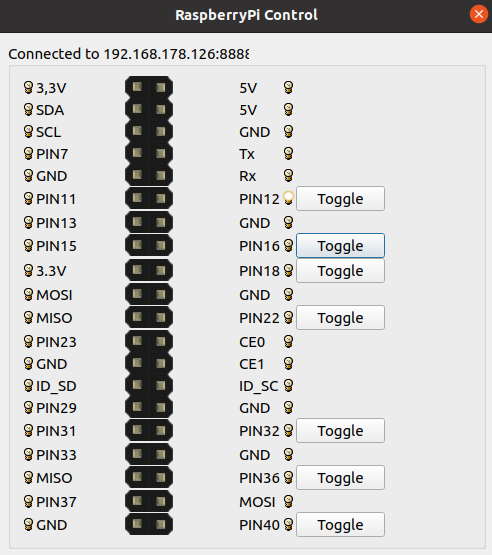 RaspberryPi Control
Connected to 192.168.178.126:8888
3,3V 5V
SDA 5V
SCL GND
PIN7 Tx
GND Rx
PIN11 PIN12 Toggle
PIN13 GND
PIN15 PIN16 Toggle
3.3V PIN18 Toggle
MOSI GND
MISO PIN22 Toggle
PIN23 CE0
GND CE1
ID_SD ID_SC
PIN29 GND
PIN31 PIN32 Toggle
PIN33 GND
MISO PIN36 Toggle
PIN37 MOSI
GND PIN40 Toggle